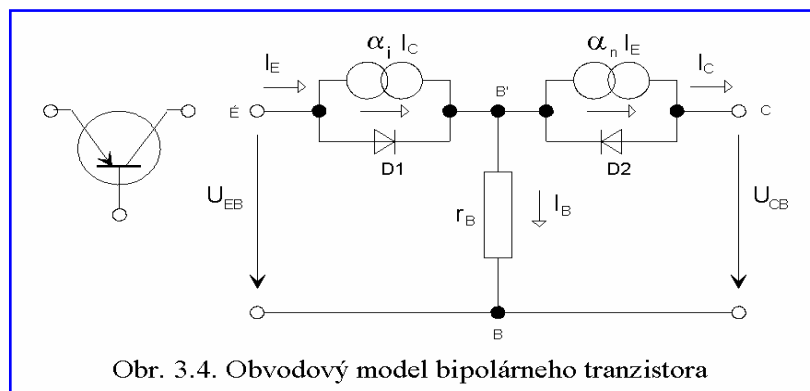 α_i I_C
α_n I_E
I_E
I_C
É
B'
C
D1
D2
U_EB
r_B
I_B
U_CB
B
Obr. 3.4. Obvodový model bipolárneho tranzistora